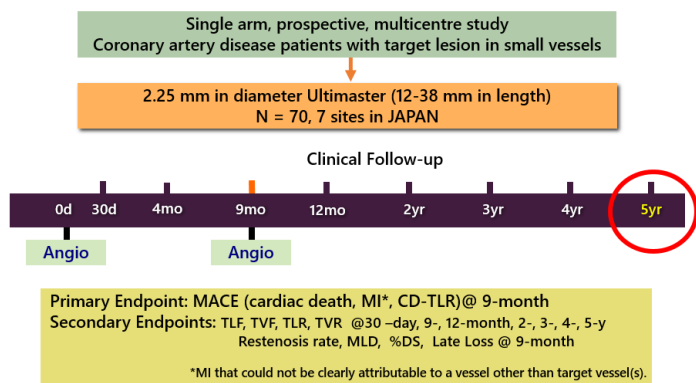 Single arm, prospective, multicentre study
Coronary artery disease patients with target lesion in small vessels
2.25 mm in diameter Ultimaster (12-38 mm in length)
N = 70, 7 sites in JAPAN
Clinical Follow-up
0d 30d 4mo 9mo 12mo 2yr 3yr 4yr 5yr
Angio Angio
Primary Endpoint: MACE (cardiac death, MI*, CD-TLR)@ 9-month
Secondary Endpoints: TLF, TVF, TLR, TVR @30 –day, 9-, 12-month, 2-, 3-, 4-, 5-y
Restenosis rate, MLD, %DS, Late Loss @ 9-month
*MI that could not be clearly attributable to a vessel other than target vessel(s).